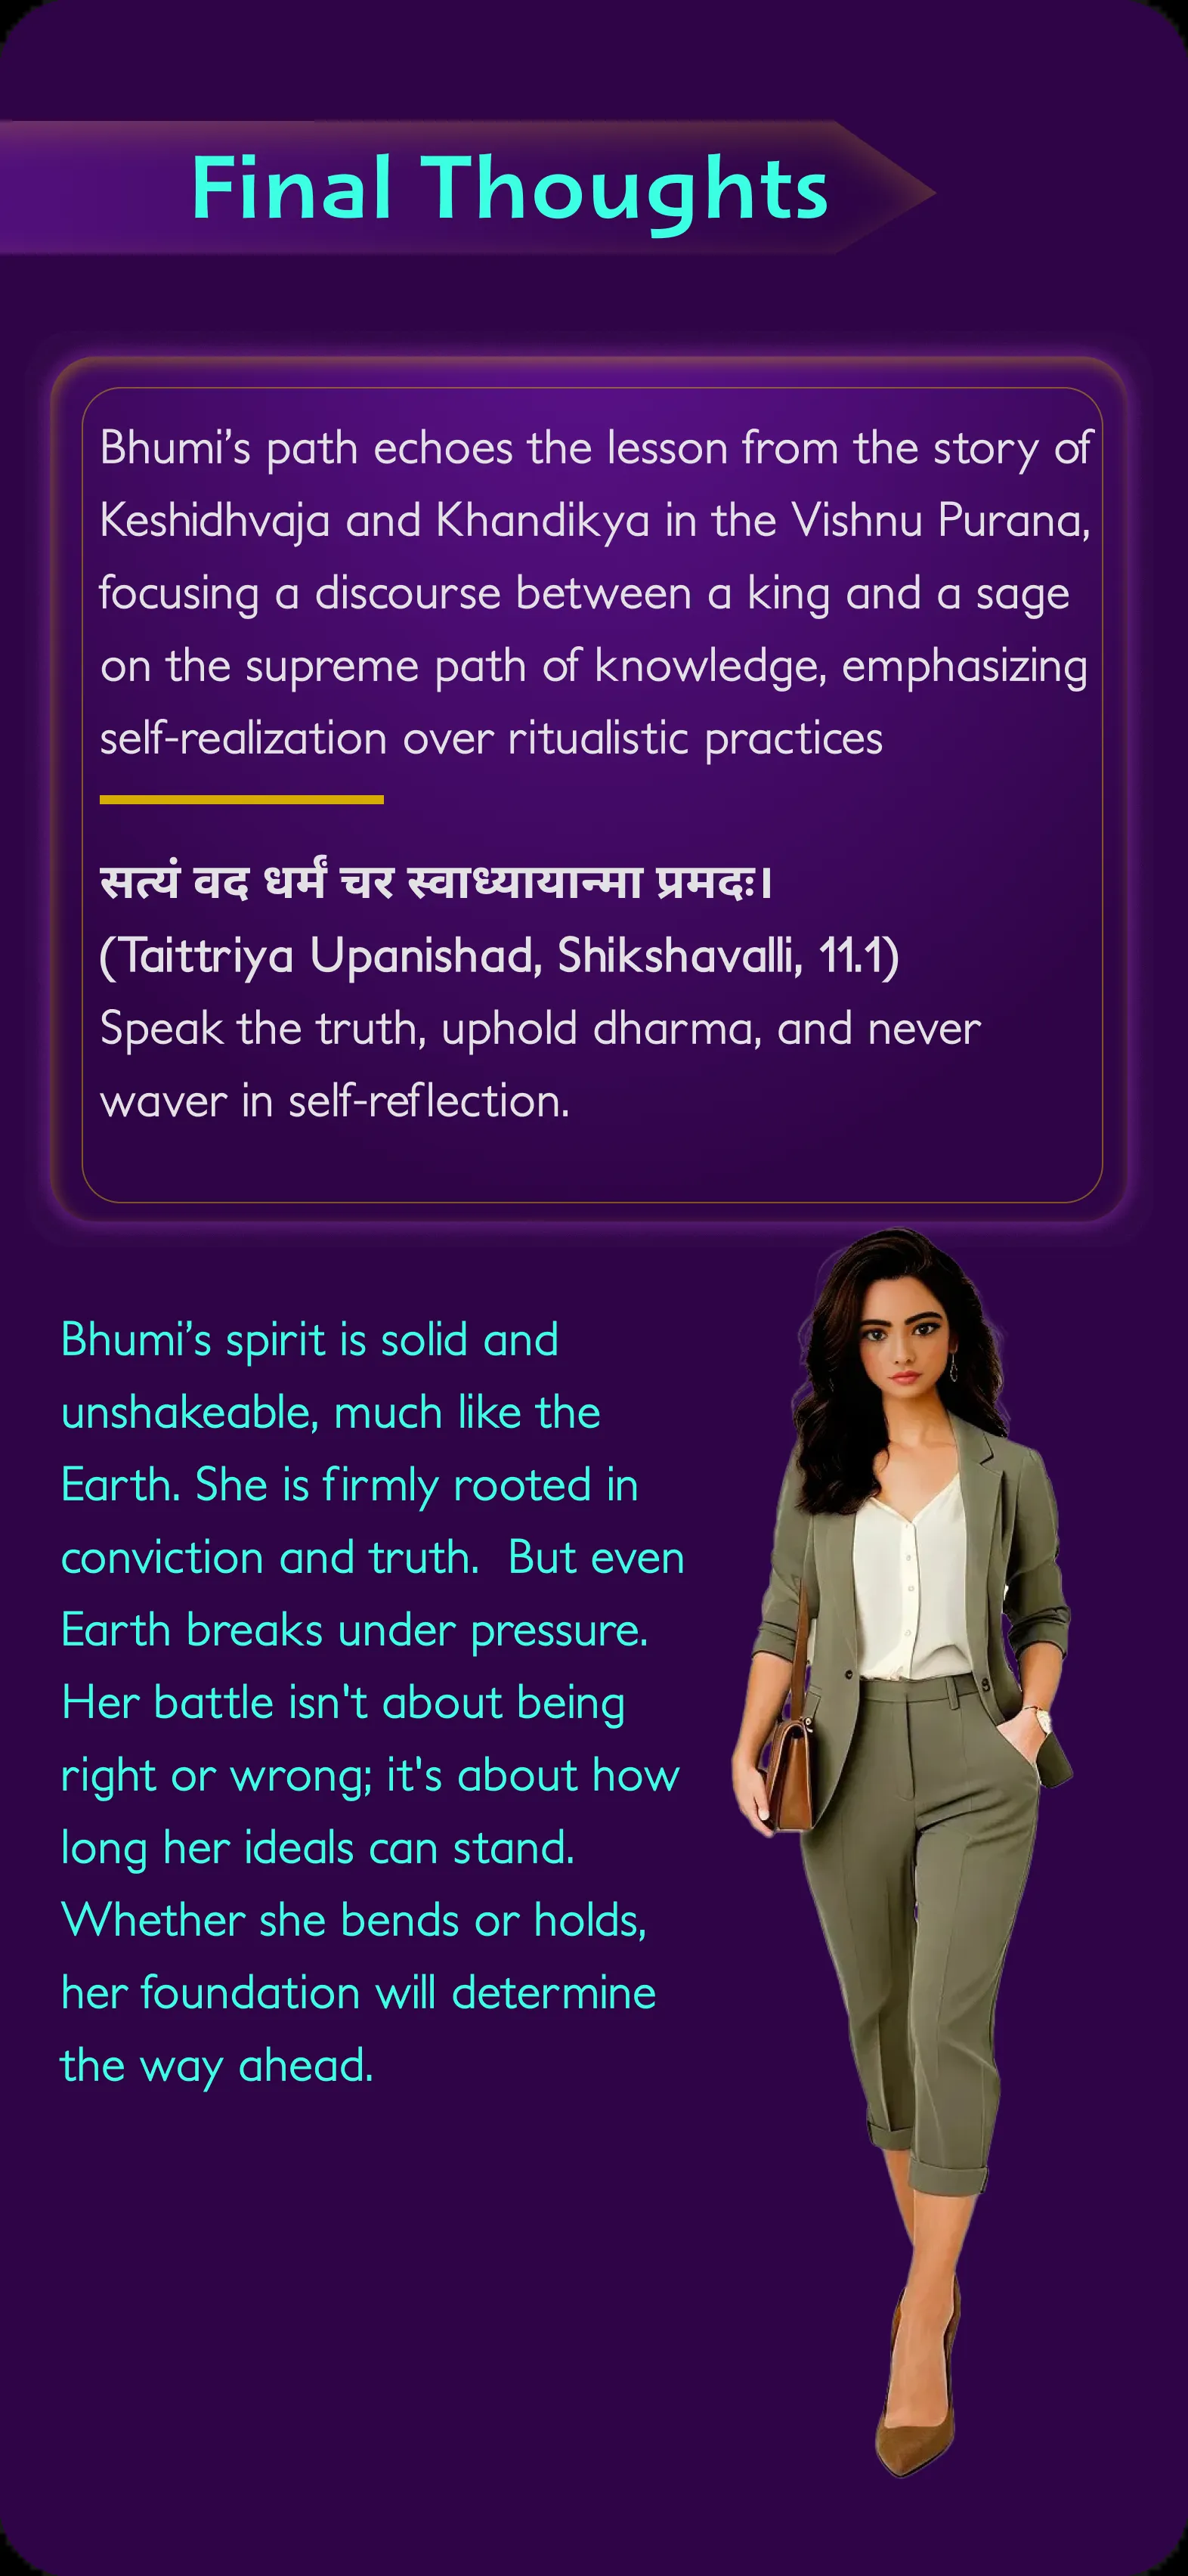 Final Thoughts
Bhumi’s path echoes the lesson from the story of
Keshidhvaja and Khandikya in the Vishnu Purana,
focusing a discourse between a king and a sage
on the supreme path of knowledge, emphasizing
self-realization over ritualistic practices
सत्यं वद धर्मं चर स्वाध्यायान्मा प्रमदः।
(Taittriya Upanishad, Shikshavalli, 11.1)
Speak the truth, uphold dharma, and never
waver in self-reflection.
Bhumi’s spirit is solid and
unshakeable, much like the
Earth. She is firmly rooted in
conviction and truth.  But even
Earth breaks under pressure.
Her battle isn't about being
right or wrong; it's about how
long her ideals can stand.
Whether she bends or holds,
her foundation will determine
the way ahead.